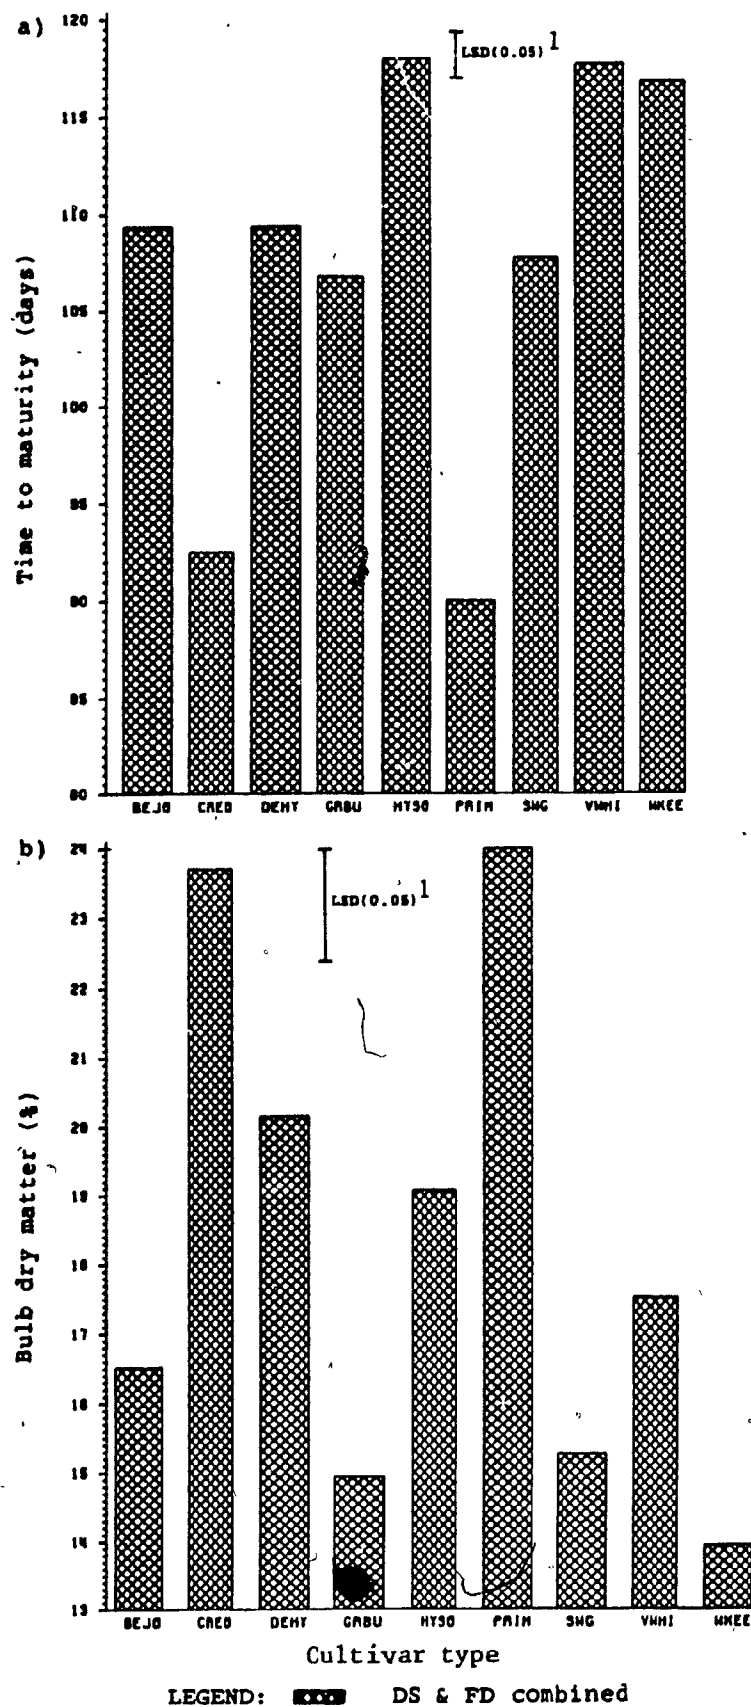 a)
120
115
110
105
100
95
90
85
80
Time to maturity (days)
LSD(0.05) 1
BEJO CRED DEHY GRBU HYSO PRIM SWG VWHI WKEE
b)
24
23
22
21
20
19
18
17
16
15
14
13
Bulb dry matter (%)
LSD(0.05) 1
BEJO CRED DEHY GRBU HYSO PRIM SWG VWHI WKEE
Cultivar type
LEGEND: DS & FD combined